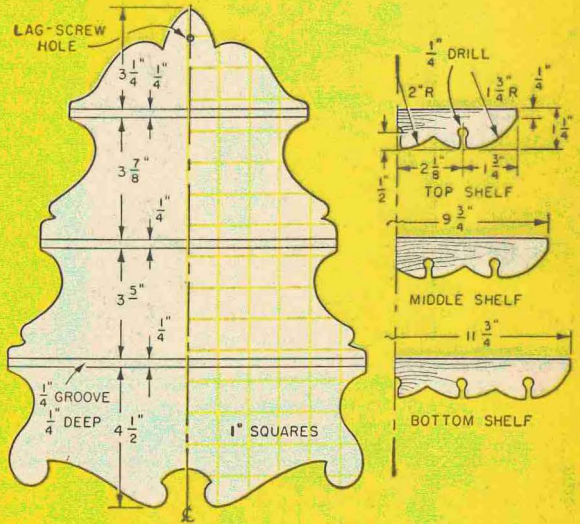 LAG-SCREW
HOLE
3 1/4"
1/4"
3 7/8"
1/4"
3 5/8"
1/4"
1/4" GROOVE
1/4" DEEP
4 1/2"
1" SQUARES
℄
1/4" DRILL
2"R
1 3/4"R
1/4"
1 1/4"
1/2"
2 1/8"
1 3/4"
TOP SHELF
9 3/4"
MIDDLE SHELF
11 3/4"
BOTTOM SHELF